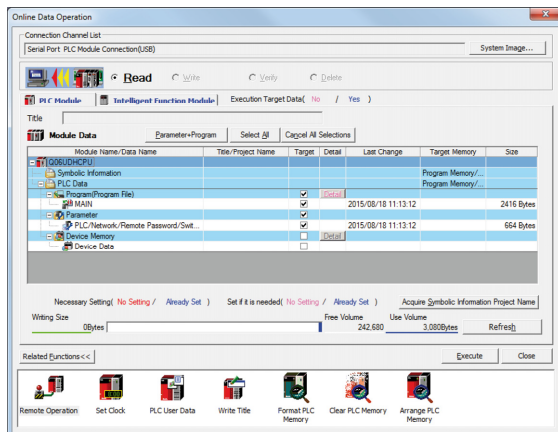 Online Data Operation
Connection Channel List
Serial Port PLC Module Connection(USB)
System Image...
Read Write Verify Delete
PLC Module Intelligent Function Module Execution Target Data( No / Yes )
Title
Module Data Parameter+Program Select All Cancel All Selections
Module Name/Data Name Title/Project Name Target Detail Last Change Target Memory Size
Q06UDHCPU
Symbolic Information Program Memory/...
PLC Data Program Memory/...
Program(Program File) Detail
MAIN 2015/08/18 11:13:12 2416 Bytes
Parameter
PLC/Network/Remote Password/Swit... 2015/08/18 11:13:12 664 Bytes
Device Memory Detail
Device Data
Necessary Setting( No Setting / Already Set ) Set if it is needed( No Setting / Already Set ) Acquire Symbolic Information Project Name
Writing Size Free Volume Use Volume
0Bytes 242,680 3,080Bytes Refresh
Related Functions<< Execute Close
Remote Operation Set Clock PLC User Data Write Title Format PLC Memory Clear PLC Memory Arrange PLC Memory